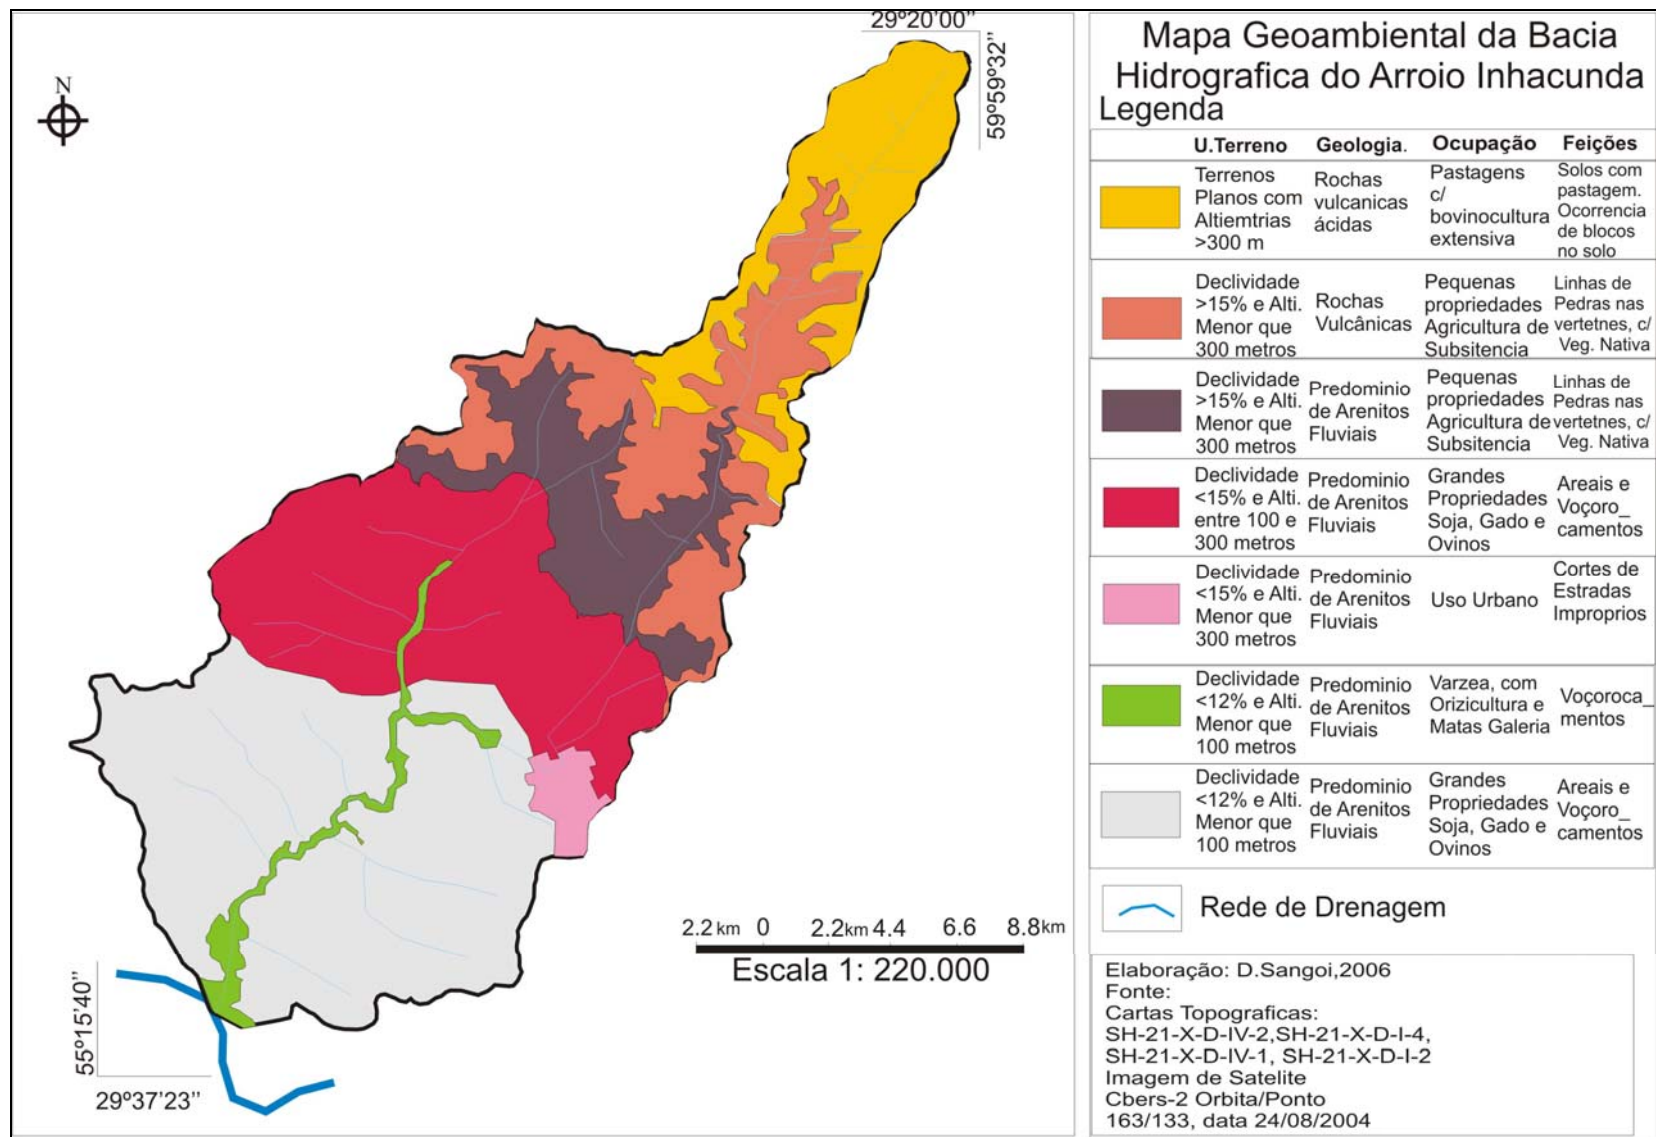 29º20'00''
59º59'32''
N
55º15'40''
29º37'23''
2.2 km 0 2.2km 4.4 6.6 8.8km
Escala 1: 220.000
Mapa Geoambiental da Bacia
Hidrografica do Arroio Inhacunda
Legenda
U.Terreno Geologia. Ocupação Feições
Terrenos
Planos com
Altiemtrias
>300 m
Rochas
vulcanicas
ácidas
Pastagens
c/
bovinocultura
extensiva
Solos com
pastagem.
Ocorrencia
de blocos
no solo
Declividade
>15% e Alti.
Menor que
300 metros
Rochas
Vulcânicas
Pequenas
propriedades
Agricultura de
Subsitencia
Linhas de
Pedras nas
vertetnes, c/
Veg. Nativa
Declividade
>15% e Alti.
Menor que
300 metros
Predominio
de Arenitos
Fluviais
Pequenas
propriedades
Agricultura de
Subsitencia
Linhas de
Pedras nas
vertetnes, c/
Veg. Nativa
Declividade
<15% e Alti.
entre 100 e
300 metros
Predominio
de Arenitos
Fluviais
Grandes
Propriedades
Soja, Gado e
Ovinos
Areais e
Voçoro_
camentos
Declividade
<15% e Alti.
Menor que
300 metros
Predominio
de Arenitos
Fluviais
Uso Urbano
Cortes de
Estradas
Improprios
Declividade
<12% e Alti.
Menor que
100 metros
Predominio
de Arenitos
Fluviais
Varzea, com
Orizicultura e
Matas Galeria
Voçoroca_
mentos
Declividade
<12% e Alti.
Menor que
100 metros
Predominio
de Arenitos
Fluviais
Grandes
Propriedades
Soja, Gado e
Ovinos
Areais e
Voçoro_
camentos
Rede de Drenagem
Elaboração: D.Sangoi,2006
Fonte:
Cartas Topograficas:
SH-21-X-D-IV-2,SH-21-X-D-I-4,
SH-21-X-D-IV-1, SH-21-X-D-I-2
Imagem de Satelite
Cbers-2 Orbita/Ponto
163/133, data 24/08/2004